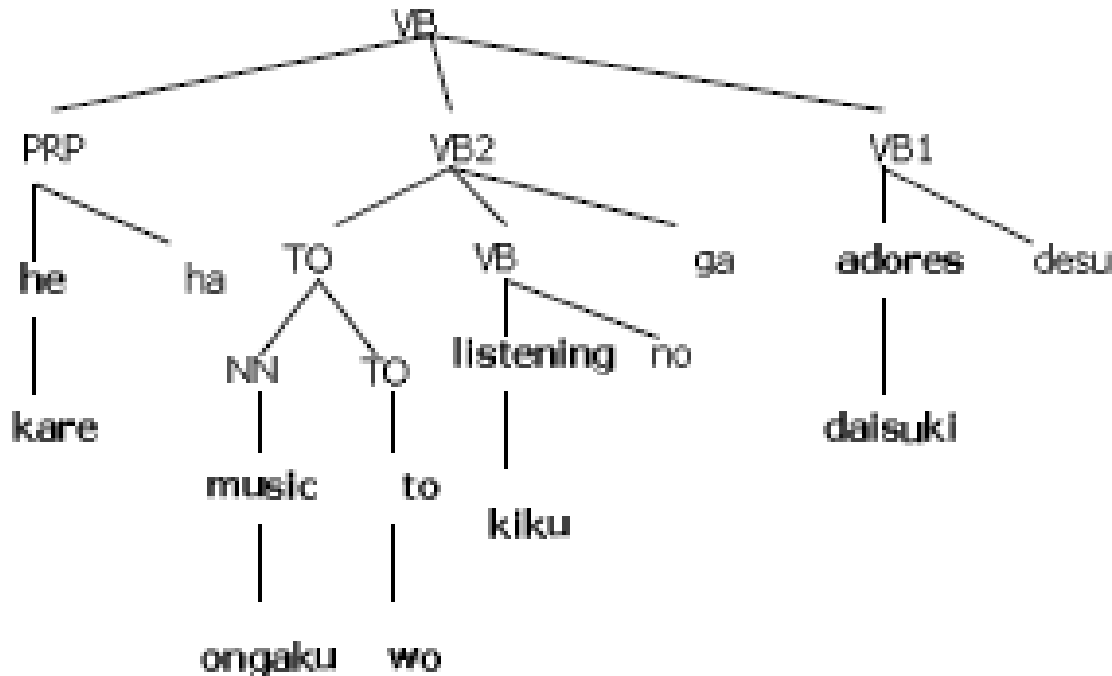 VB
PRP VB2 VB1
TO VB ga adores desu
he ha
NN TO listening no
kare daisuki
music to
kiku
ongaku wo